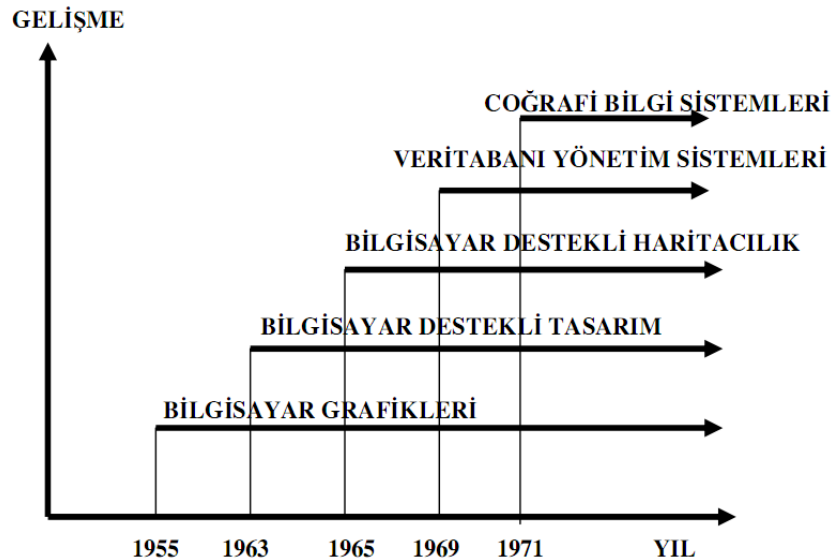 GELİŞME
COĞRAFİ BİLGİ SİSTEMLERİ
VERİTABANI YÖNETİM SİSTEMLERİ
BİLGİSAYAR DESTEKLİ HARİTACILIK
BİLGİSAYAR DESTEKLİ TASARIM
BİLGİSAYAR GRAFİKLERİ
1955 1963 1965 1969 1971 YIL